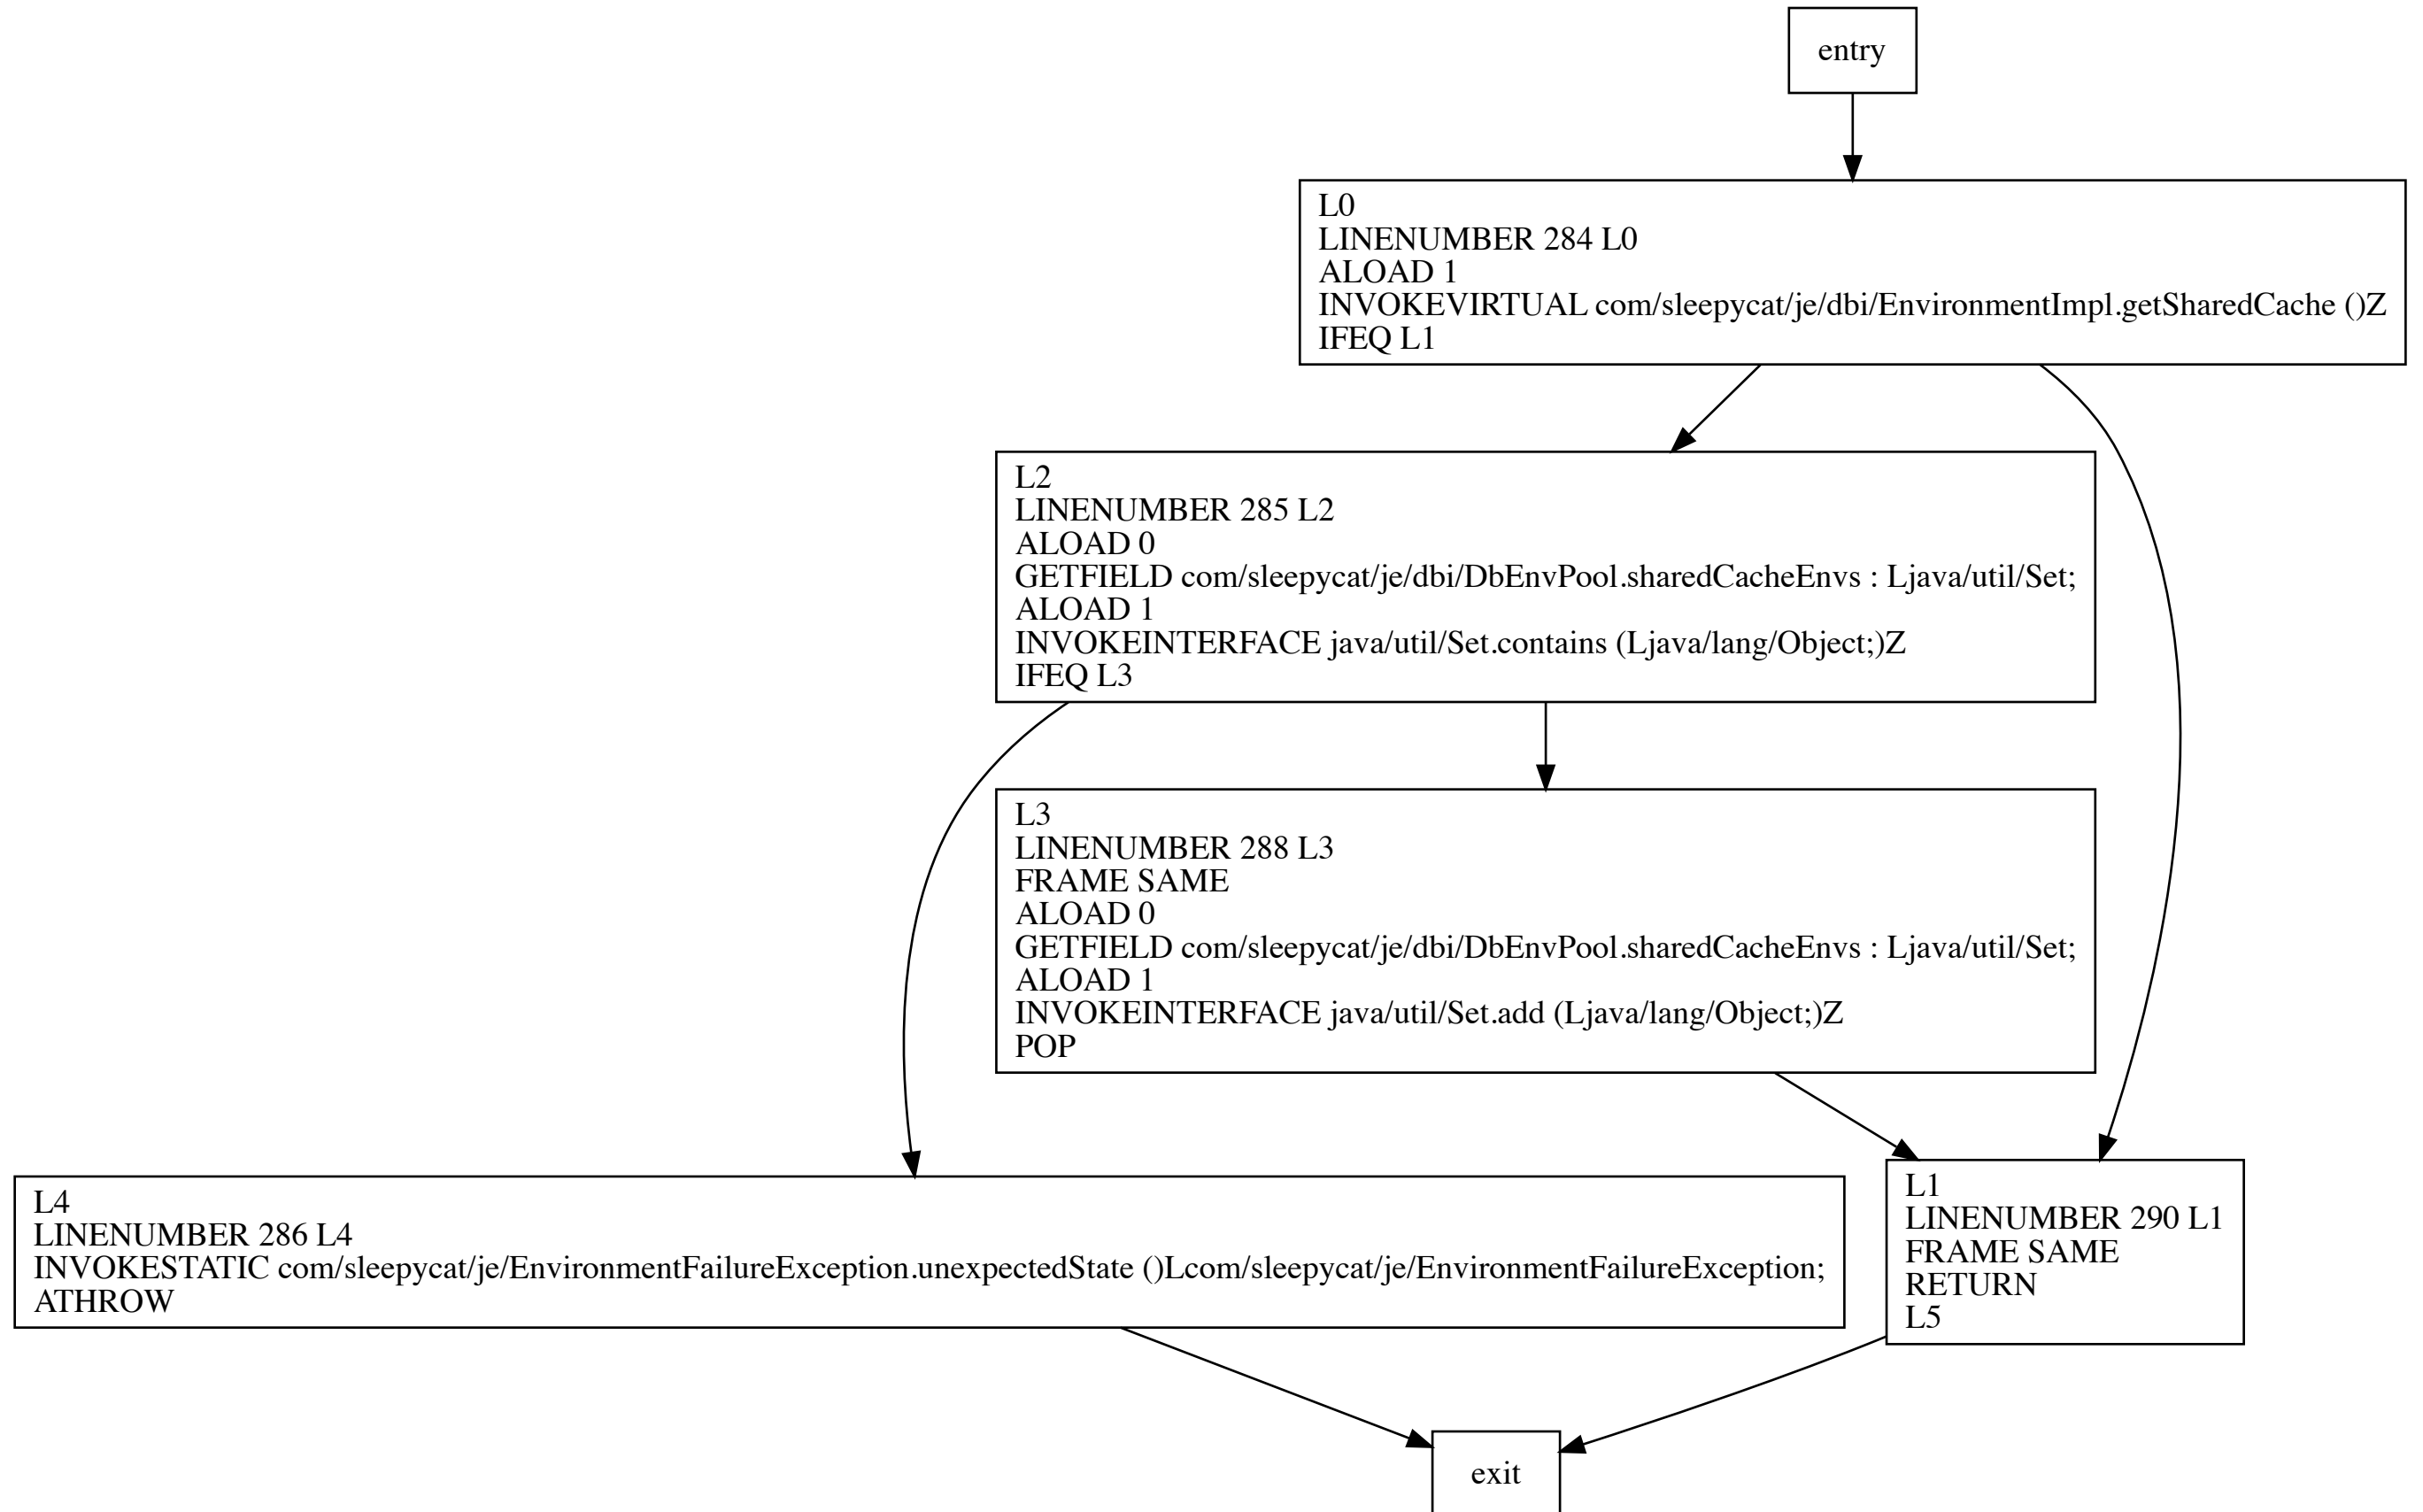 entry
L0
LINENUMBER 284 L0
ALOAD 1
INVOKEVIRTUAL com/sleepycat/je/dbi/EnvironmentImpl.getSharedCache ()Z
IFEQ L1
L2
LINENUMBER 285 L2
ALOAD 0
GETFIELD com/sleepycat/je/dbi/DbEnvPool.sharedCacheEnvs : Ljava/util/Set;
ALOAD 1
INVOKEINTERFACE java/util/Set.contains (Ljava/lang/Object;)Z
IFEQ L3
L3
LINENUMBER 288 L3
FRAME SAME
ALOAD 0
GETFIELD com/sleepycat/je/dbi/DbEnvPool.sharedCacheEnvs : Ljava/util/Set;
ALOAD 1
INVOKEINTERFACE java/util/Set.add (Ljava/lang/Object;)Z
POP
L4
LINENUMBER 286 L4
INVOKESTATIC com/sleepycat/je/EnvironmentFailureException.unexpectedState ()Lcom/sleepycat/je/EnvironmentFailureException;
ATHROW
L1
LINENUMBER 290 L1
FRAME SAME
RETURN
L5
exit